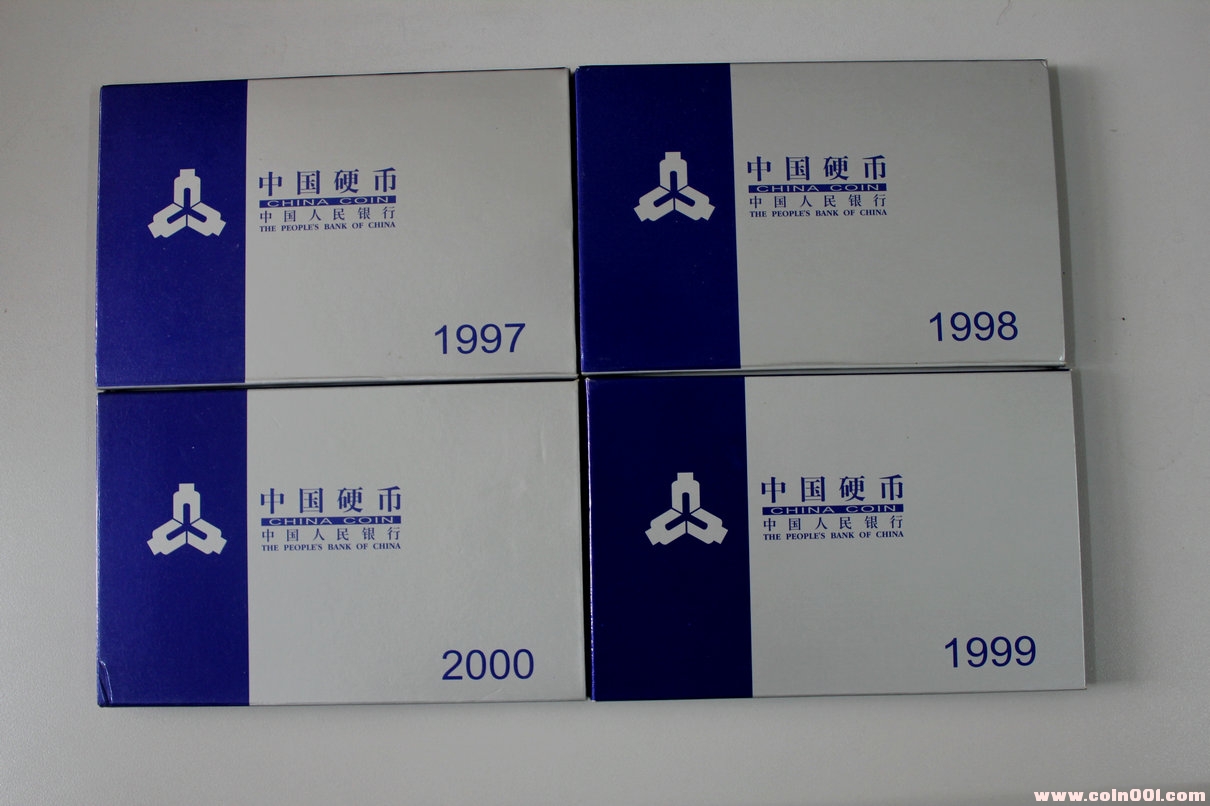 中国硬币
CHINA COIN
中国人民银行
THE PEOPLE'S BANK OF CHINA
1997
中国硬币
CHINA COIN
中国人民银行
THE PEOPLE'S BANK OF CHINA
1998
中国硬币
CHINA COIN
中国人民银行
THE PEOPLE'S BANK OF CHINA
2000
中国硬币
CHINA COIN
中国人民银行
THE PEOPLE'S BANK OF CHINA
1999
www.coin001.com